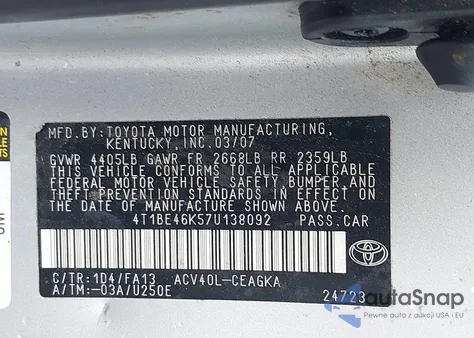 MFD.BY:TOYOTA MOTOR MANUFACTURING,
KENTUCKY,INC.03/07
GVWR 4405LB GAWR FR 2668LB RR 2359LB
THIS VEHICLE CONFORMS TO ALL APPLICABLE
FEDERAL MOTOR VEHICLE SAFETY, BUMPER, AND
THEFT PREVENTION STANDARDS IN EFFECT ON
THE DATE OF MANUFACTURE SHOWN ABOVE.
4T1BE46K57U138092 PASS.CAR
C/TR:1D4/FA13 ACV40L-CEAGKA
A/TM:-03A/U250E 24723
autoSnap
Auta poszkodowe z USA i EU